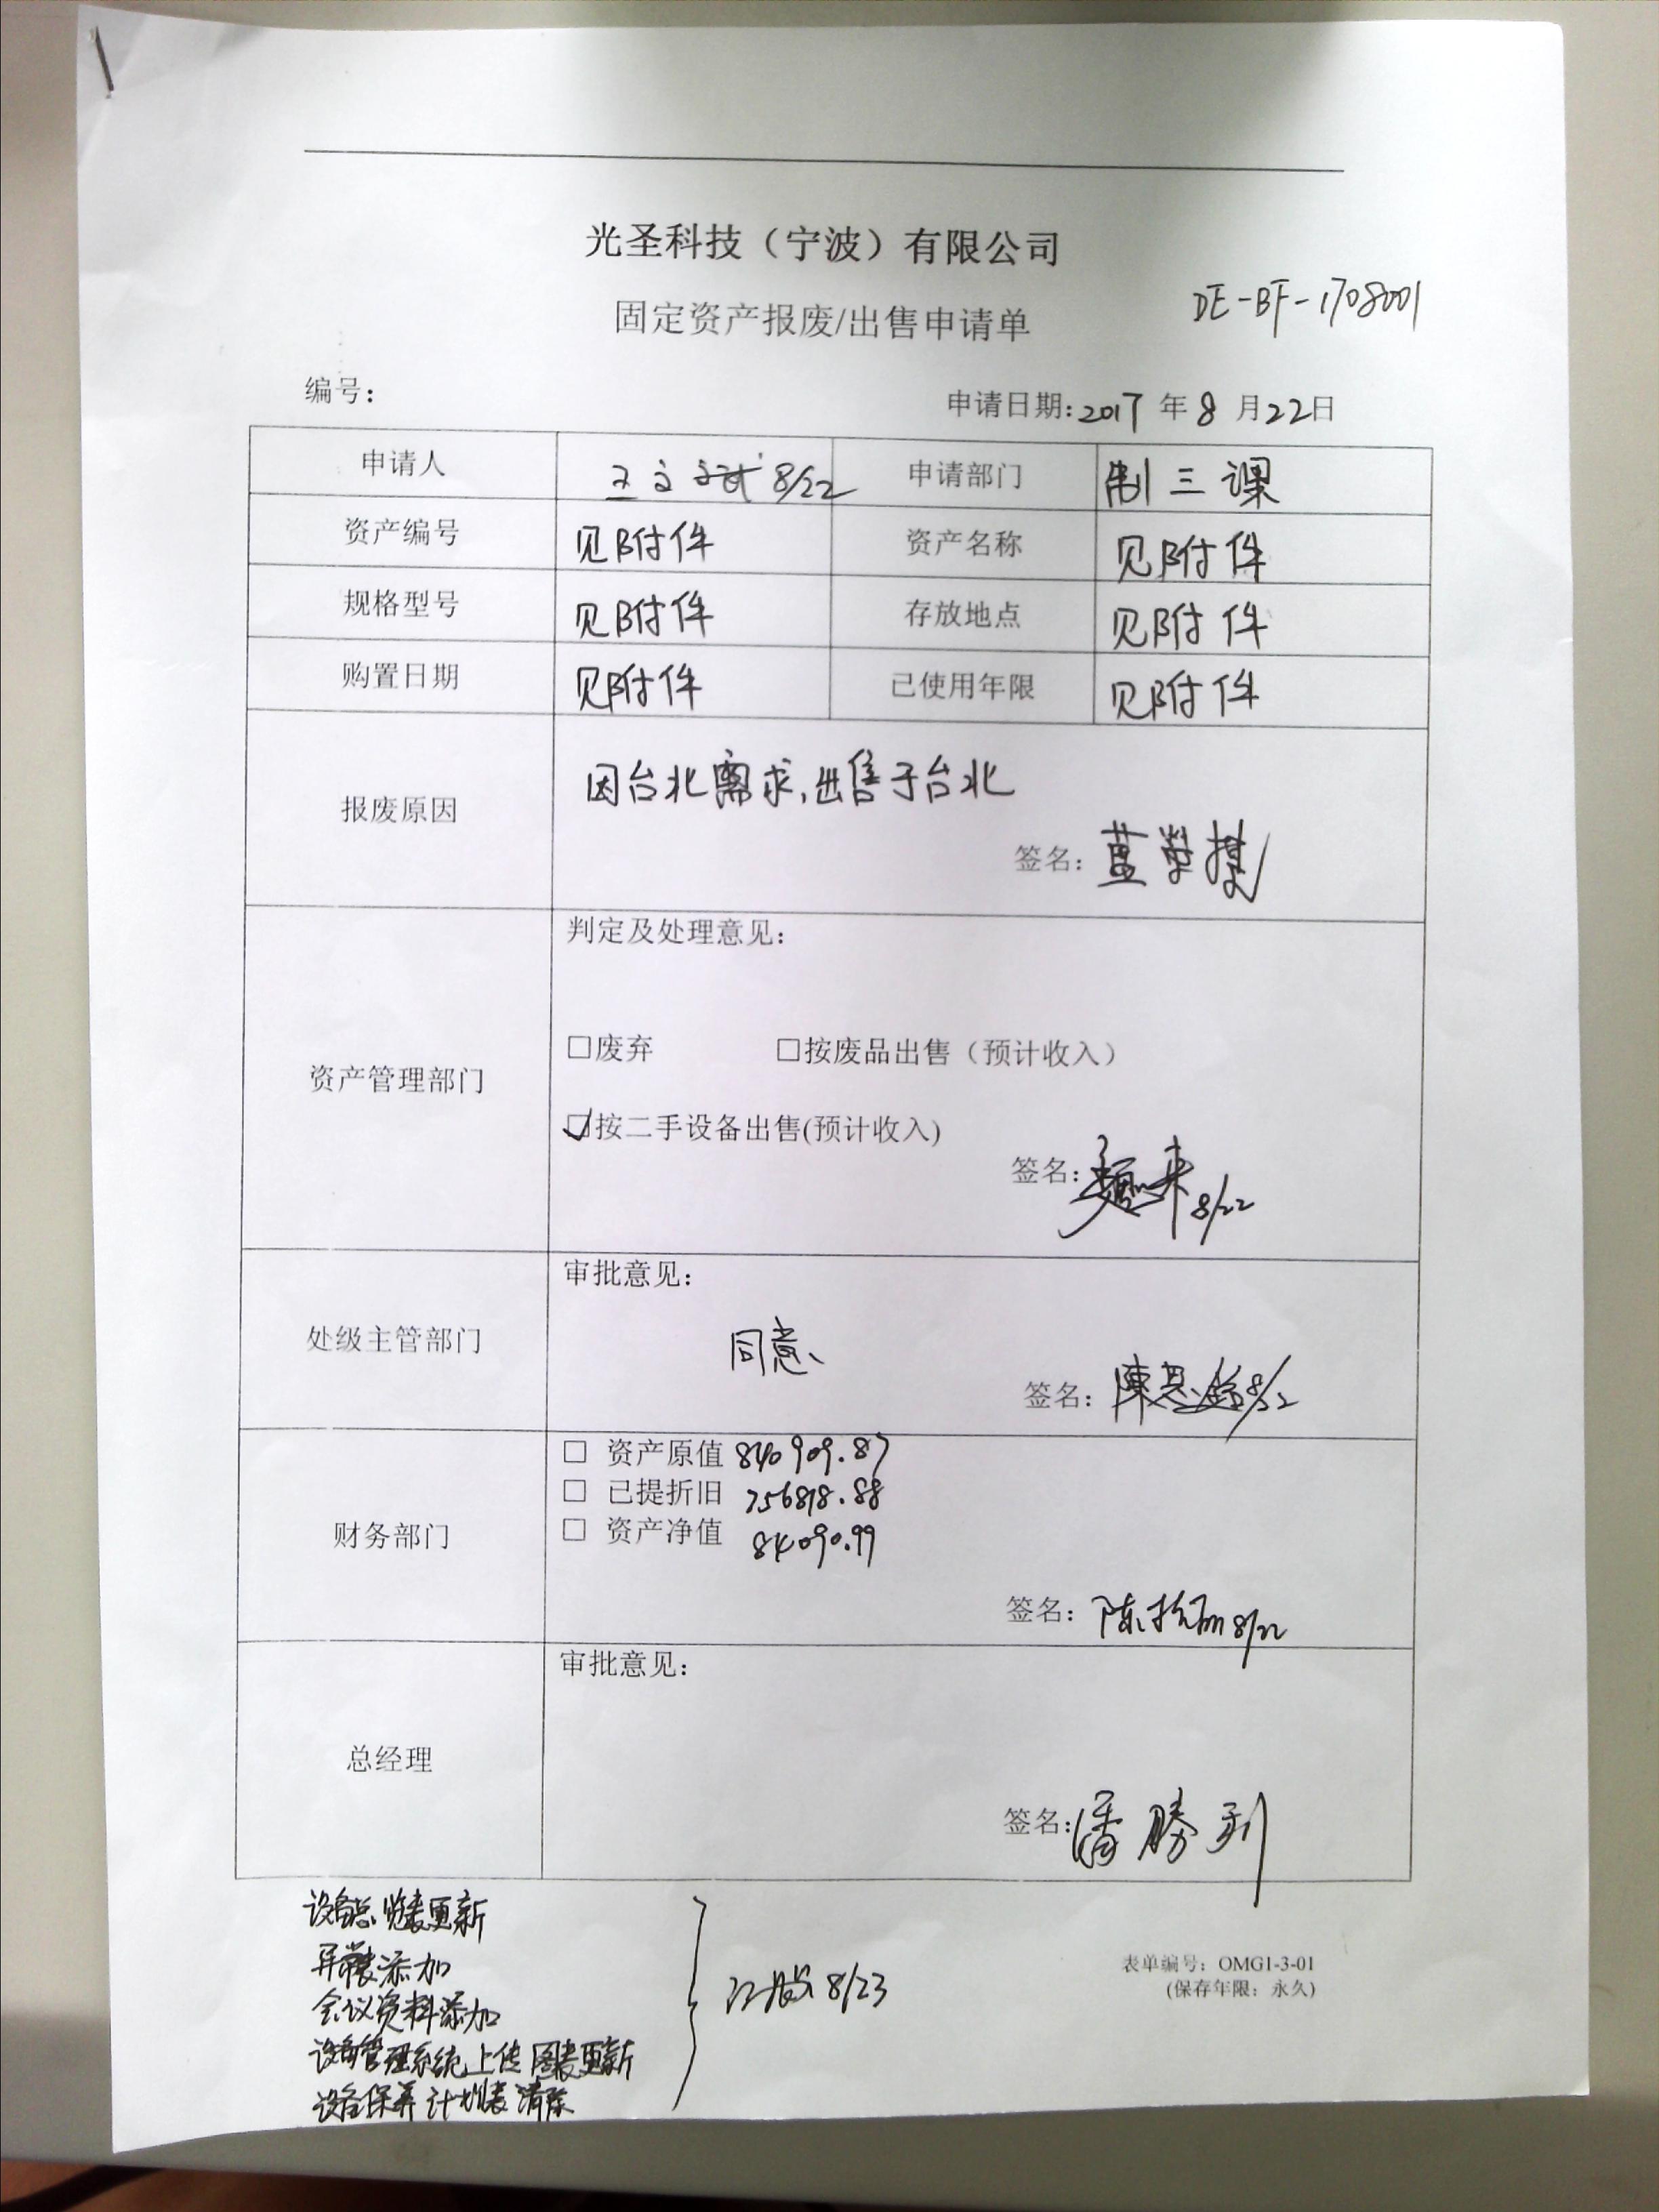 光圣科技（宁波）有限公司
固定资产报废/出售申请单
DE-BF-1708001
编号：
申请日期：2017 年 8 月 22 日
申请人 8/22 申请部门 制三课
资产编号 见附件 资产名称 见附件
规格型号 见附件 存放地点 见附件
购置日期 见附件 已使用年限 见附件
报废原因
因台北需求,出售于台北
签名：
资产管理部门
判定及处理意见：
□废弃 □按废品出售（预计收入）
☑按二手设备出售(预计收入)
签名： 8/22
处级主管部门
审批意见：
同意
签名： 8/22
财务部门
□ 资产原值 840909.87
□ 已提折旧 756818.88
□ 资产净值 84090.99
签名： 8/22
总经理
审批意见：
签名：潘勝利
设备总览表更新
异常表添加
会议资料添加
设备管理系统上传 图表更新
设备保养计划表清除
8/23
表单编号：OMG1-3-01
(保存年限：永久)